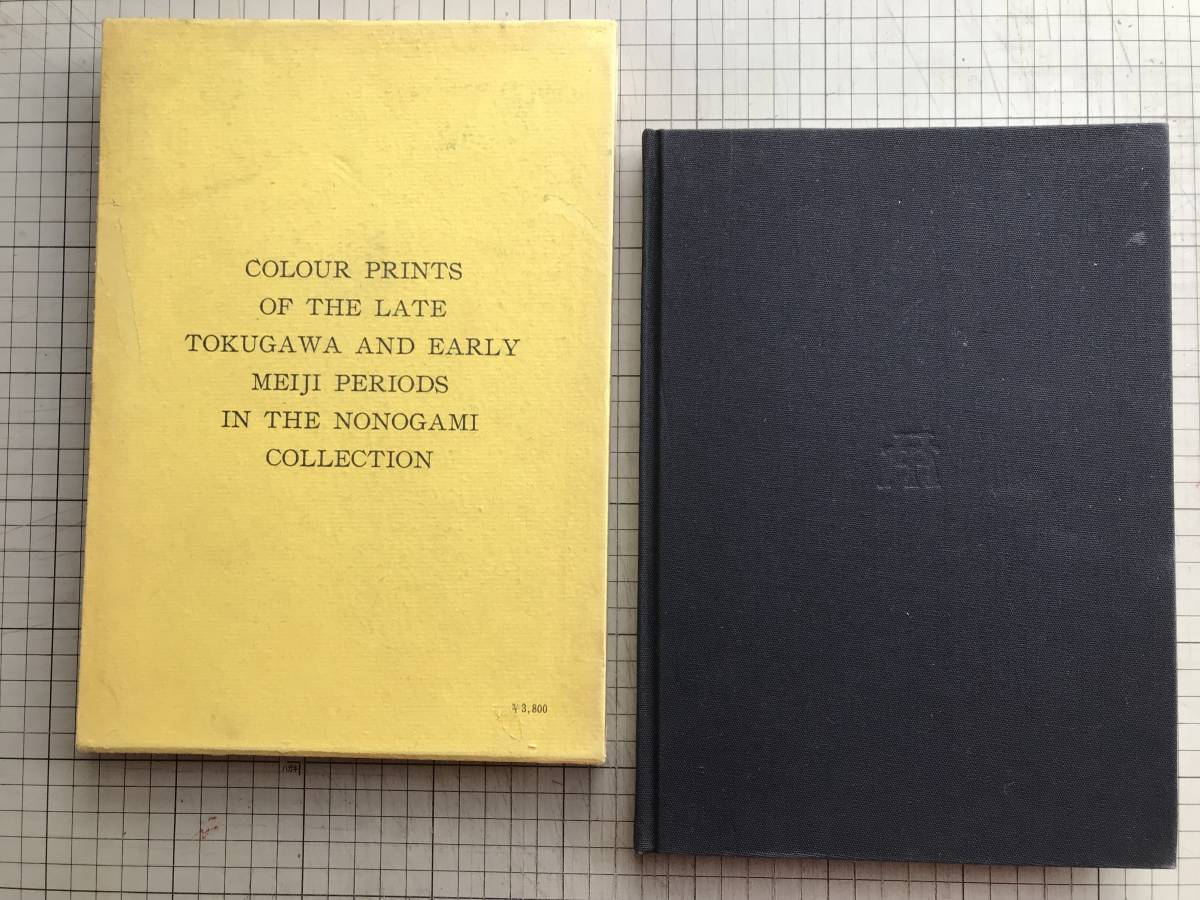 COLOUR PRINTS
OF THE LATE
TOKUGAWA AND EARLY
MEIJI PERIODS
IN THE NONOGAMI
COLLECTION
¥3,800